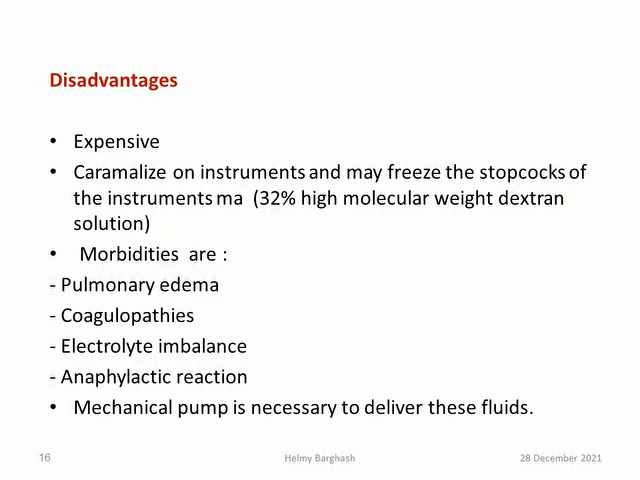 Disadvantages
• Expensive
• Caramalize on instruments and may freeze the stopcocks of
the instruments ma (32% high molecular weight dextran
solution)
• Morbidities are :
- Pulmonary edema
- Coagulopathies
- Electrolyte imbalance
- Anaphylactic reaction
• Mechanical pump is necessary to deliver these fluids.
16 Helmy Barghash 28 December 2021